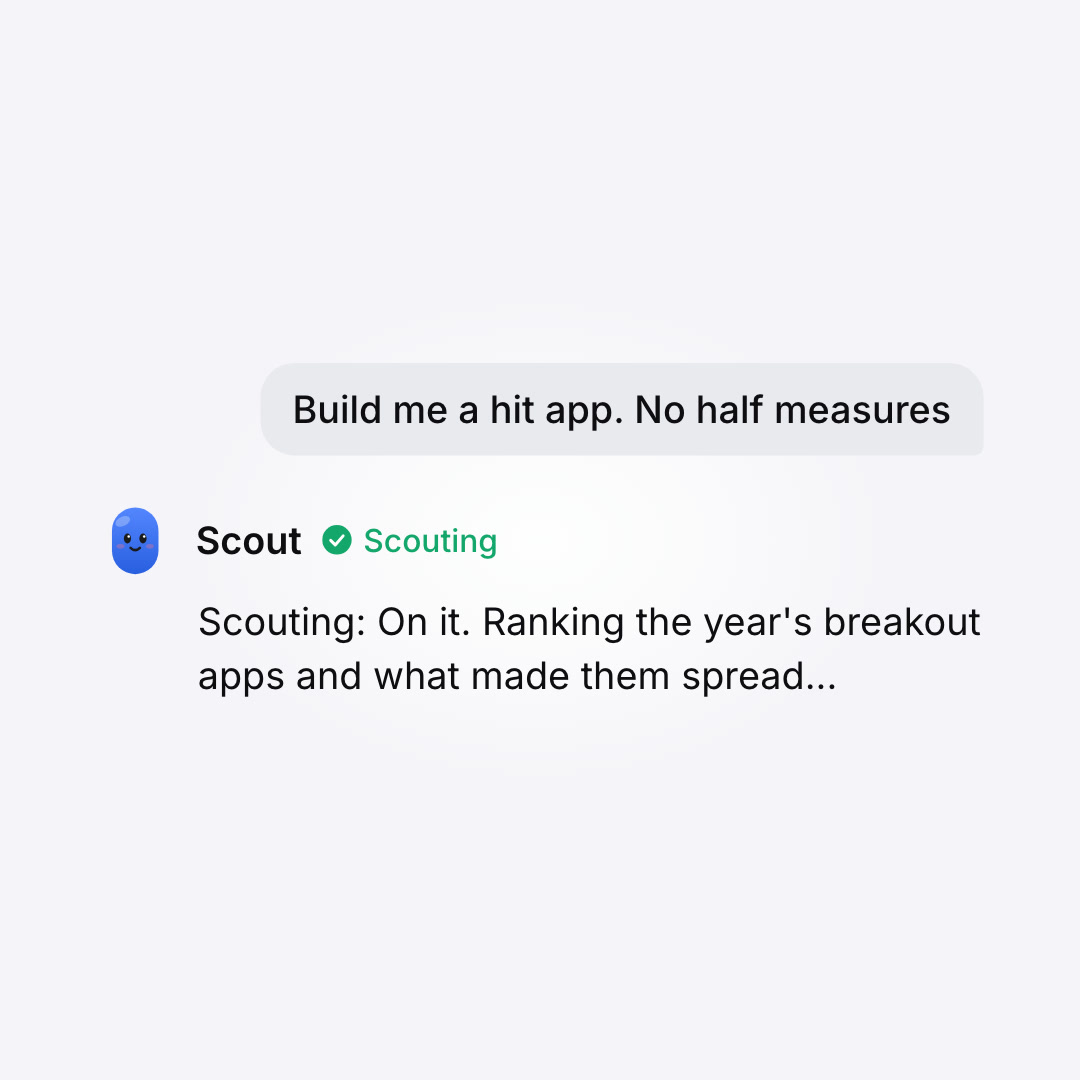 Build me a hit app. No half measures
Scout Scouting
Scouting: On it. Ranking the year's breakout
apps and what made them spread...